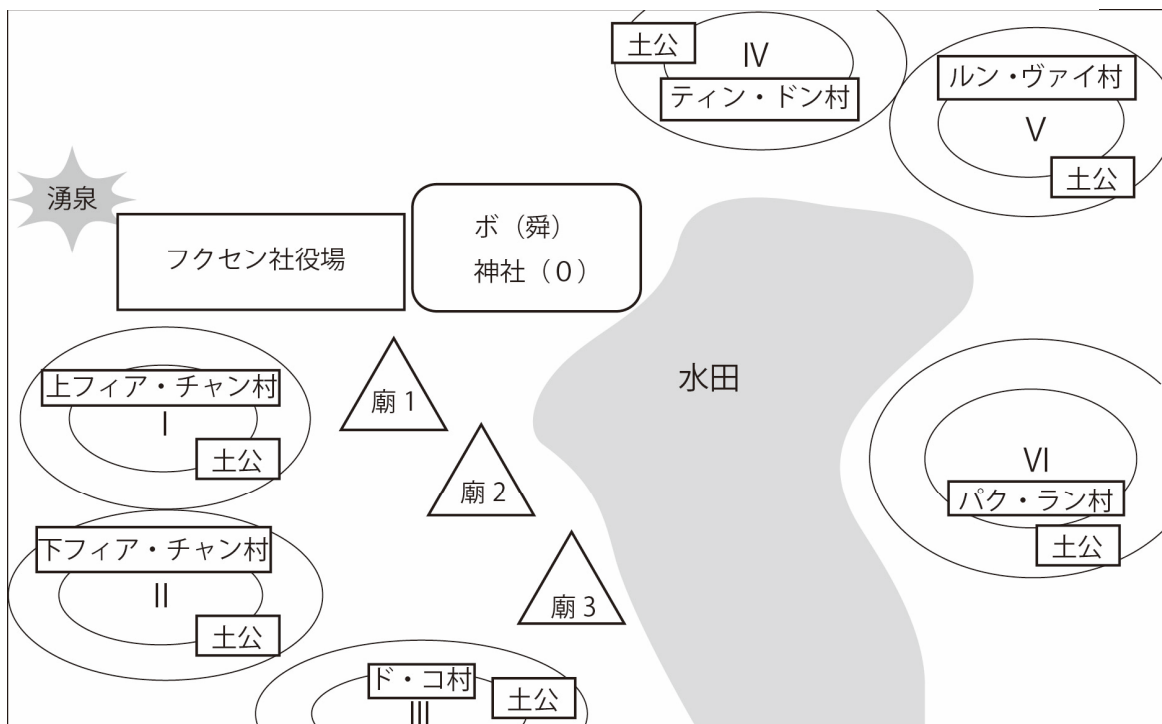 土公
IV
ティン・ドン村
ルン・ヴァイ村
V
土公
湧泉
フクセン社役場
ボ（舜）
神社（0）
水田
上フィア・チャン村
I
土公
廟 1
廟 2
廟 3
VI
パク・ラン村
土公
下フィア・チャン村
II
土公
ド・コ村
土公
III